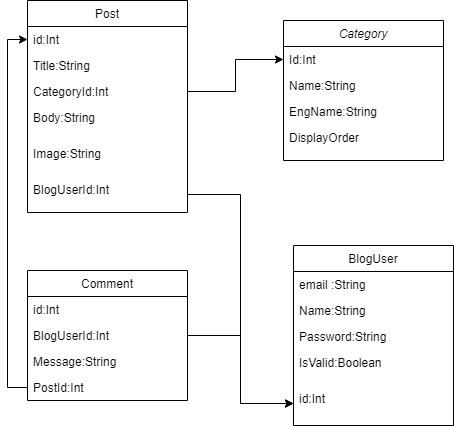 Post
id:Int
Title:String
CategoryId:Int
Body:String
Image:String
BlogUserId:Int
Category
Id:Int
Name:String
EngName:String
DisplayOrder
Comment
id:Int
BlogUserId:Int
Message:String
PostId:Int
BlogUser
email :String
Name:String
Password:String
IsValid:Boolean
id:Int